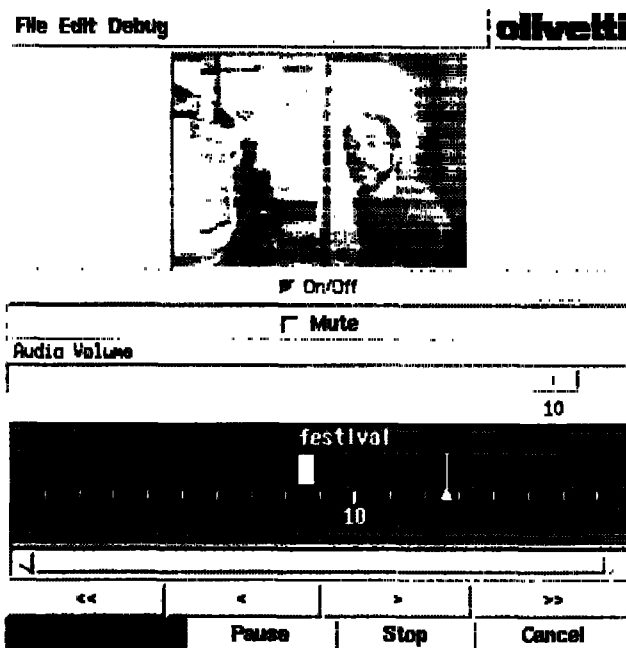 File Edit Debug
olivetti
On/Off
Mute
Audio Volume
10
festival
10
<< < > >>
Pause Stop Cancel